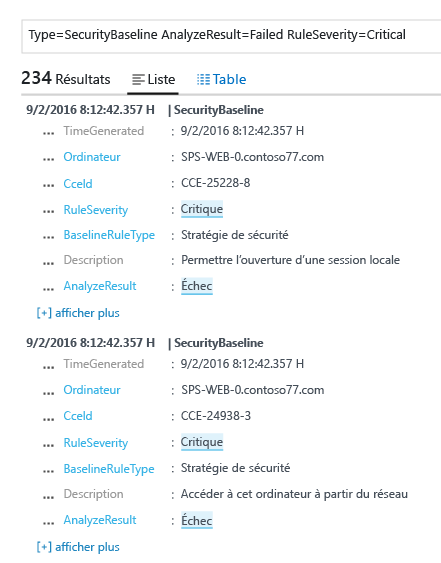 Type=SecurityBaseline AnalyzeResult=Failed RuleSeverity=Critical
234 Résultats Liste Table
9/2/2016 8:12:42.357 H | SecurityBaseline
... TimeGenerated : 9/2/2016 8:12:42.357 H
... Ordinateur : SPS-WEB-0.contoso77.com
... CceId : CCE-25228-8
... RuleSeverity : Critique
... BaselineRuleType : Stratégie de sécurité
... Description : Permettre l'ouverture d'une session locale
... AnalyzeResult : Échec
[+] afficher plus
9/2/2016 8:12:42.357 H | SecurityBaseline
... TimeGenerated : 9/2/2016 8:12:42.357 H
... Ordinateur : SPS-WEB-0.contoso77.com
... CceId : CCE-24938-3
... RuleSeverity : Critique
... BaselineRuleType : Stratégie de sécurité
... Description : Accéder à cet ordinateur à partir du réseau
... AnalyzeResult : Échec
[+] afficher plus